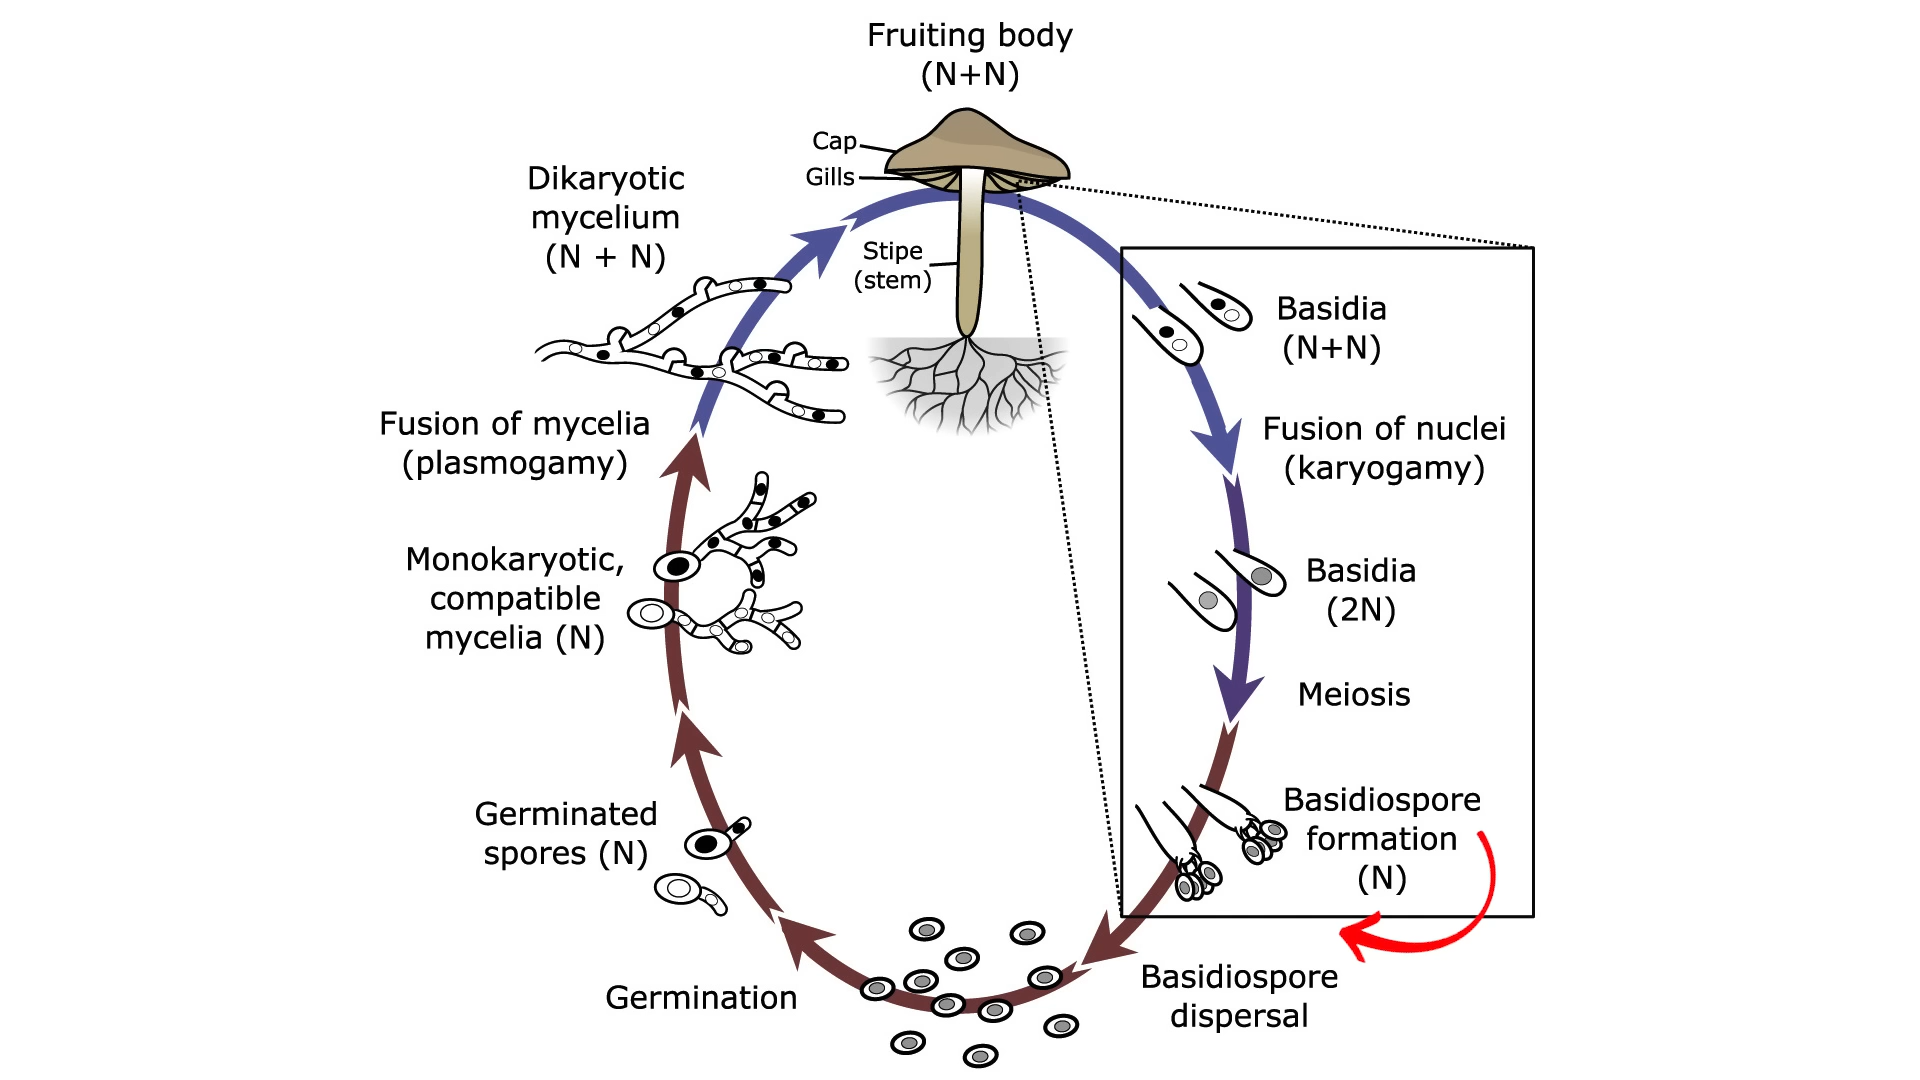 Fruiting body
(N+N)
Cap
Gills
Stipe
(stem)
Dikaryotic
mycelium
(N + N)
Basidia
(N+N)
Fusion of nuclei
(karyogamy)
Basidia
(2N)
Meiosis
Basidiospore
formation
(N)
Basidiospore
dispersal
Germination
Germinated
spores (N)
Monokaryotic,
compatible
mycelia (N)
Fusion of mycelia
(plasmogamy)